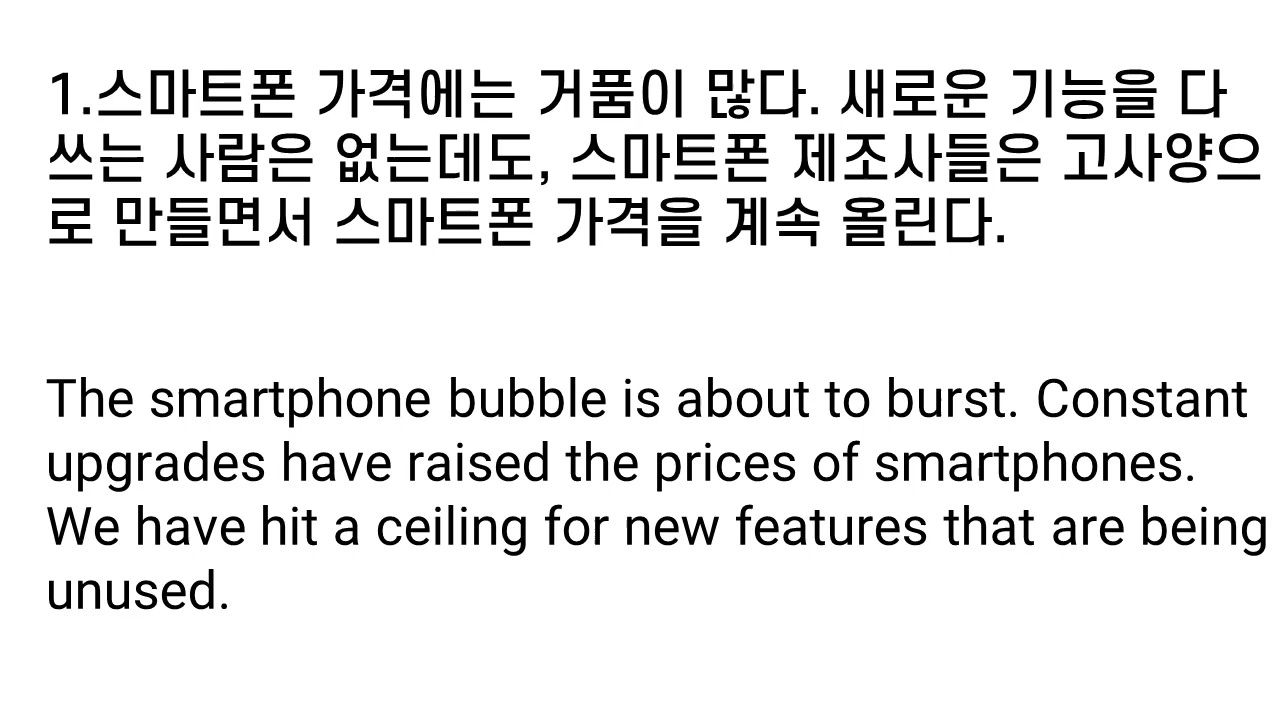 1.스마트폰 가격에는 거품이 많다. 새로운 기능을 다
쓰는 사람은 없는데도, 스마트폰 제조사들은 고사양으
로 만들면서 스마트폰 가격을 계속 올린다.
The smartphone bubble is about to burst. Constant
upgrades have raised the prices of smartphones.
We have hit a ceiling for new features that are being
unused.